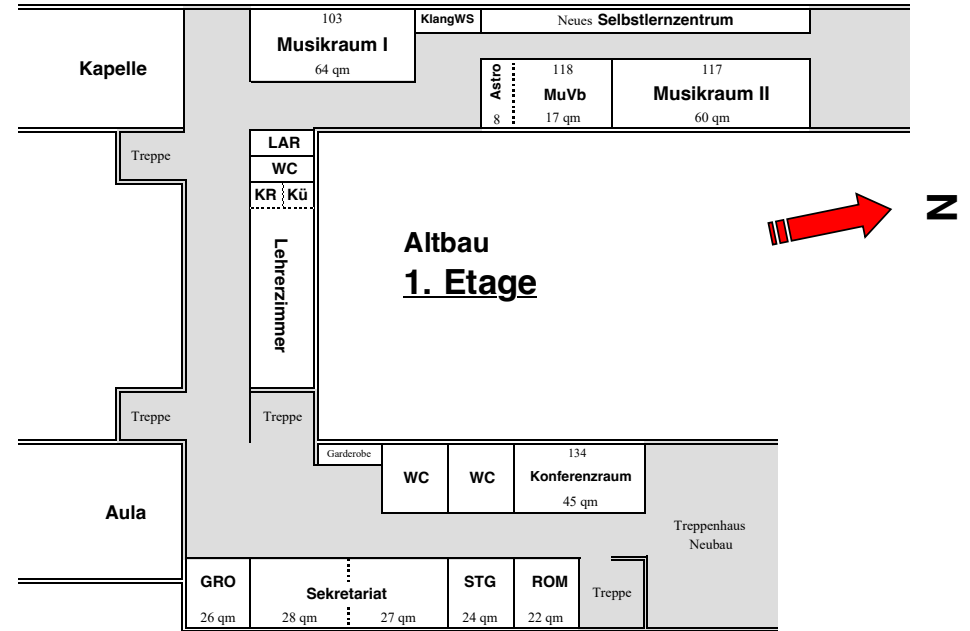 103
Musikraum I
64 qm
KlangWS
Neues Selbstlernzentrum
Kapelle
Astro
8
118
MuVb
17 qm
117
Musikraum II
60 qm
Treppe
LAR
WC
KR Kü
Lehrerzimmer
Altbau
1. Etage
N
Treppe
Treppe
Garderobe
WC
WC
134
Konferenzraum
45 qm
Aula
Treppenhaus
Neubau
GRO
26 qm
Sekretariat
28 qm
27 qm
STG
24 qm
ROM
22 qm
Treppe